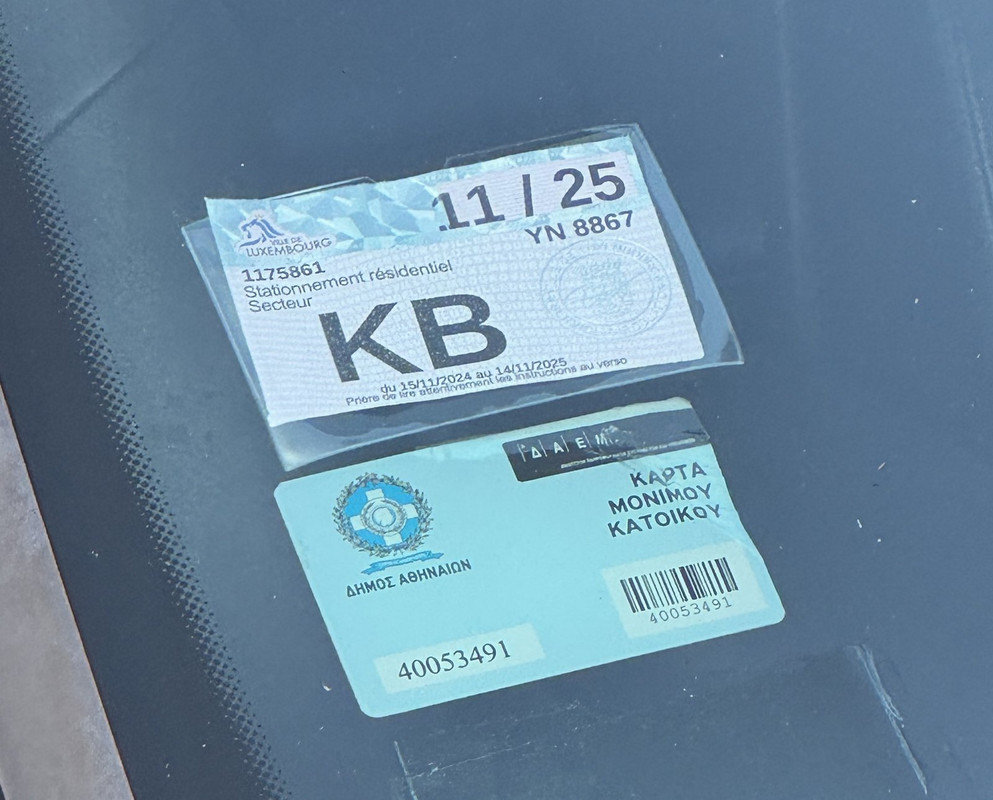 11 / 25
VILLE DE
LUXEMBOURG
YN 8867
1175861
Stationnement résidentiel
Secteur
KB
du 15/11/2024 au 14/11/2025
Prière de lire attentivement les instructions au verso
Δ Α Ε Μ
ΚΑΡΤΑ
ΜΟΝΙΜΟΥ
ΚΑΤΟΙΚΟΥ
ΔΗΜΟΣ ΑΘΗΝΑΙΩΝ
40053491
40053491